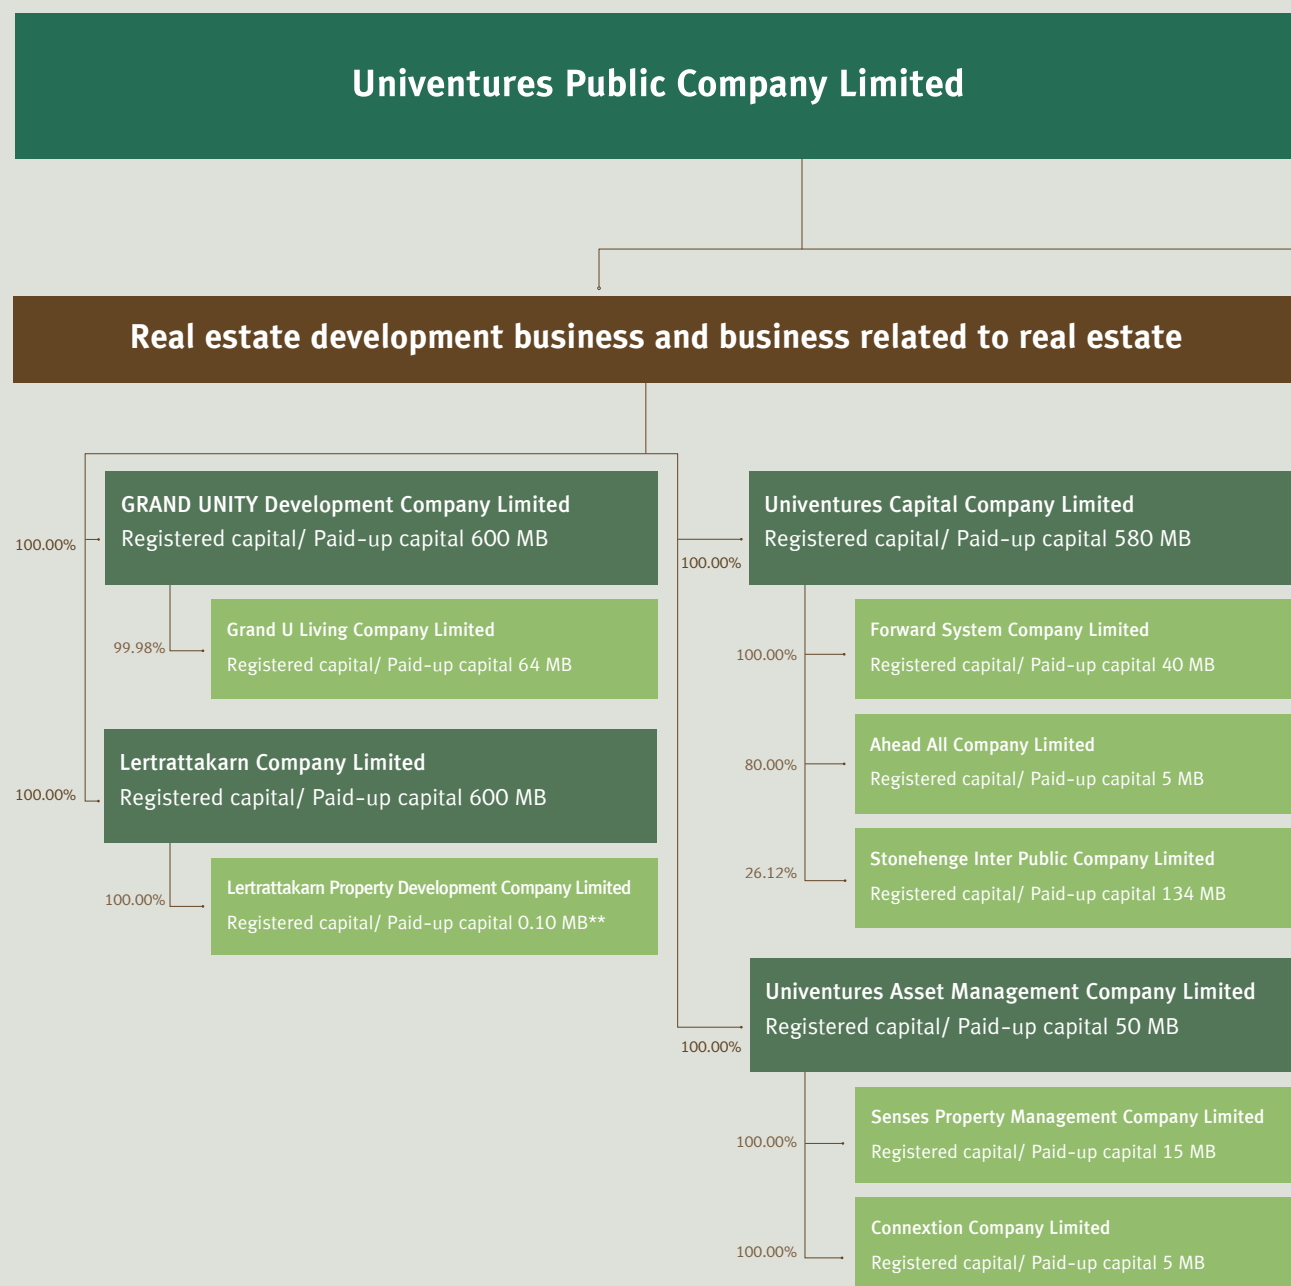 Univentures Public Company Limited
Real estate development business and business related to real estate
100.00%
GRAND UNITY Development Company Limited
Registered capital/ Paid-up capital 600 MB
99.98%
Grand U Living Company Limited
Registered capital/ Paid-up capital 64 MB
100.00%
Lertrattakarn Company Limited
Registered capital/ Paid-up capital 600 MB
100.00%
Lertrattakarn Property Development Company Limited
Registered capital/ Paid-up capital 0.10 MB**
100.00%
Univentures Capital Company Limited
Registered capital/ Paid-up capital 580 MB
100.00%
Forward System Company Limited
Registered capital/ Paid-up capital 40 MB
80.00%
Ahead All Company Limited
Registered capital/ Paid-up capital 5 MB
26.12%
Stonehenge Inter Public Company Limited
Registered capital/ Paid-up capital 134 MB
100.00%
Univentures Asset Management Company Limited
Registered capital/ Paid-up capital 50 MB
100.00%
Senses Property Management Company Limited
Registered capital/ Paid-up capital 15 MB
100.00%
Connextion Company Limited
Registered capital/ Paid-up capital 5 MB